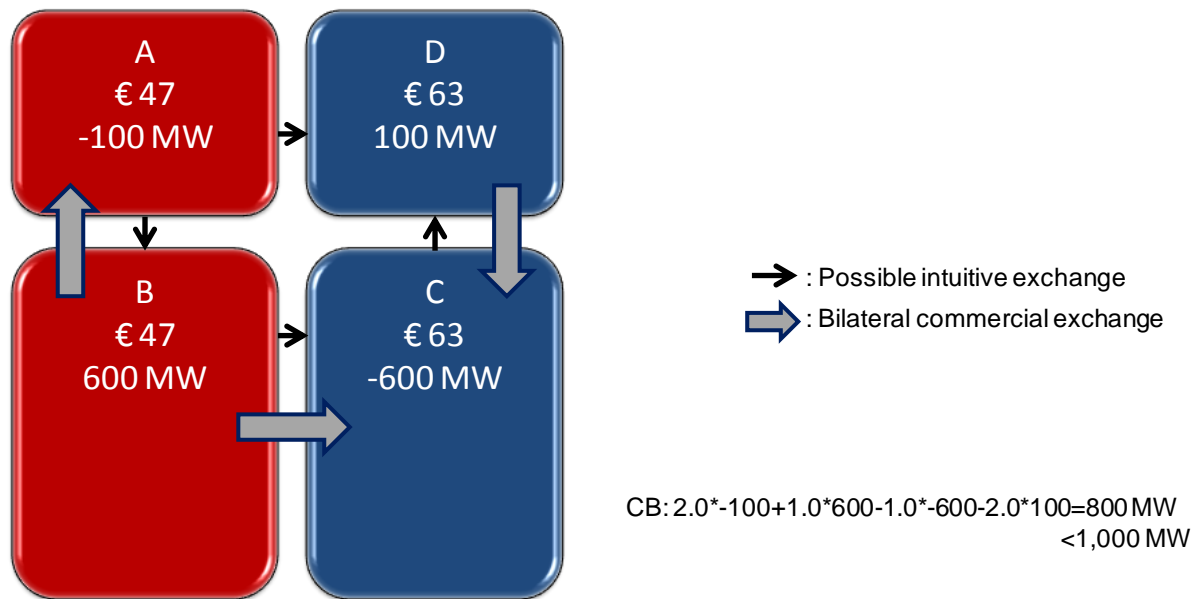 A
€ 47
-100 MW
D
€ 63
100 MW
B
€ 47
600 MW
C
€ 63
-600 MW
: Possible intuitive exchange
: Bilateral commercial exchange
CB: 2.0*-100+1.0*600-1.0*-600-2.0*100=800 MW
<1,000 MW